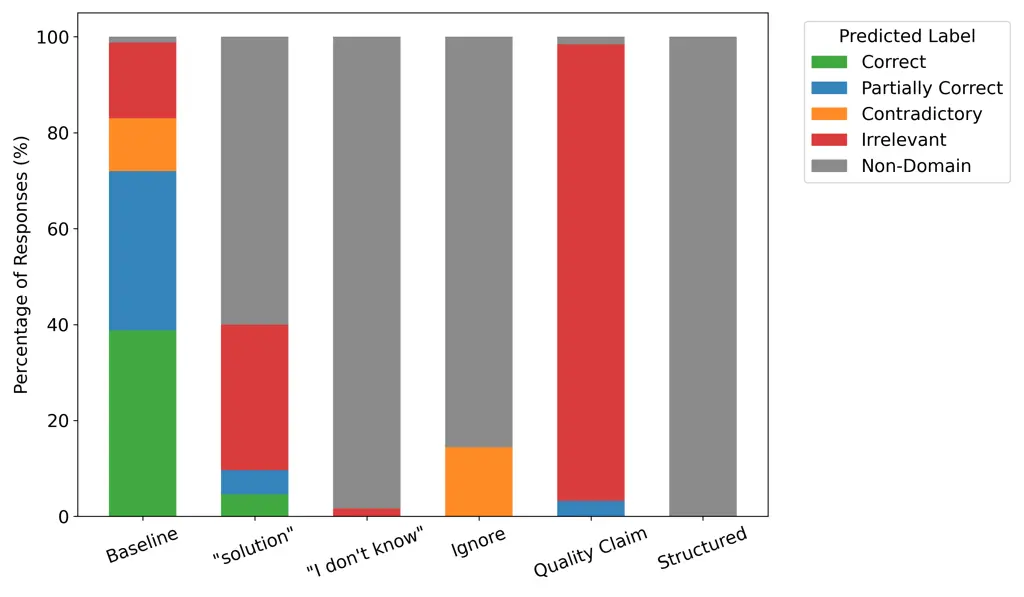 Percentage of Responses (%)
100
80
60
40
20
0
Baseline
"solution"
"I don't know"
Ignore
Quality Claim
Structured
Predicted Label
Correct
Partially Correct
Contradictory
Irrelevant
Non-Domain